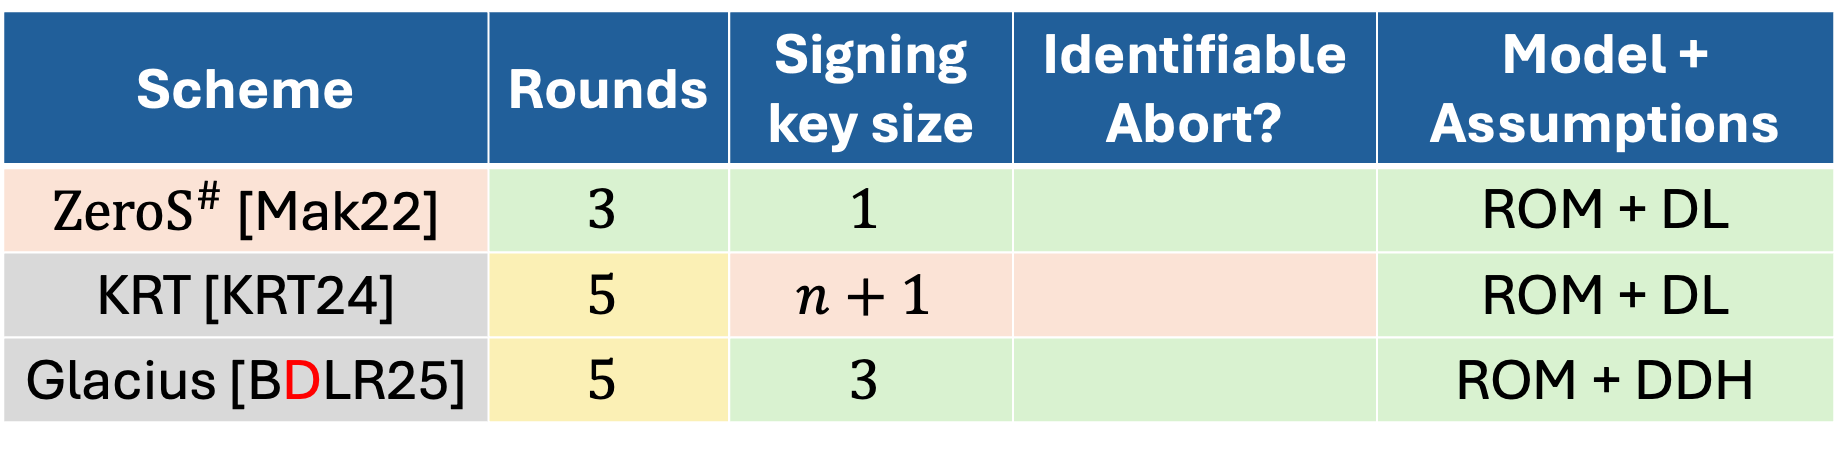 Scheme Rounds Signing key size Identifiable Abort? Model + Assumptions
ZeroS# [Mak22] 3 1 ROM + DL
KRT [KRT24] 5 n + 1 ROM + DL
Glacius [BDLR25] 5 3 ROM + DDH